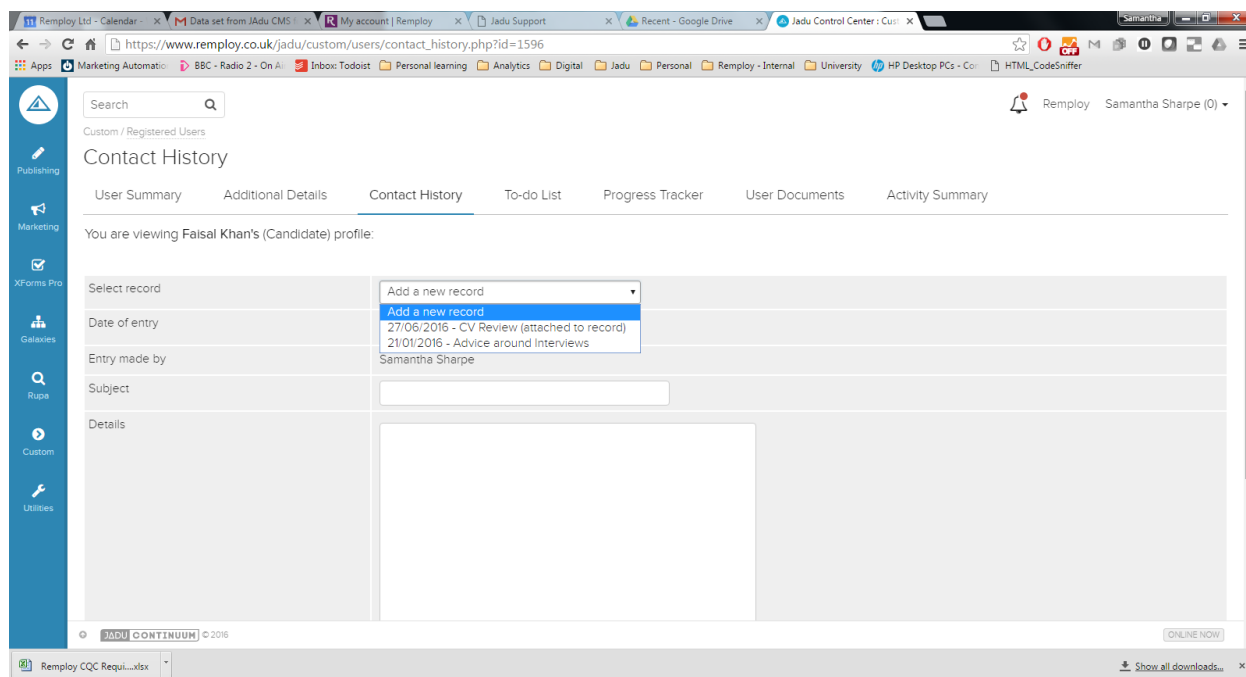 Remploy Ltd - Calendar -
Data set from JAdu CMS
My account | Remploy
Jadu Support
Recent - Google Drive
Jadu Control Center : Cust
Samantha
https://www.remploy.co.uk/jadu/custom/users/contact_history.php?id=1596
OFF
Apps
Marketing Automatio
BBC - Radio 2 - On Ai
Inbox: Todoist
Personal learning
Analytics
Digital
Jadu
Personal
Remploy - Internal
University
HP Desktop PCs - Con
HTML_CodeSniffer
Search
Remploy
Samantha Sharpe (0)
Custom / Registered Users
Contact History
Publishing
Marketing
XForms Pro
Galaxies
Rupa
Custom
Utilities
User Summary
Additional Details
Contact History
To-do List
Progress Tracker
User Documents
Activity Summary
You are viewing Faisal Khan's (Candidate) profile:
Select record
Add a new record
Add a new record
27/06/2016 - CV Review (attached to record)
21/01/2016 - Advice around Interviews
Date of entry
Entry made by
Samantha Sharpe
Subject
Details
JADU CONTINUUM © 2016
ONLINE NOW
Remploy CQC Requi....xlsx
Show all downloads...